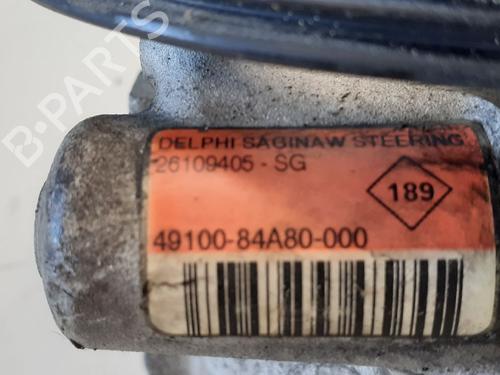 B-PARTS
DELPHI SAGINAW STEERING
26109405 - SG
189
49100-84A80-000